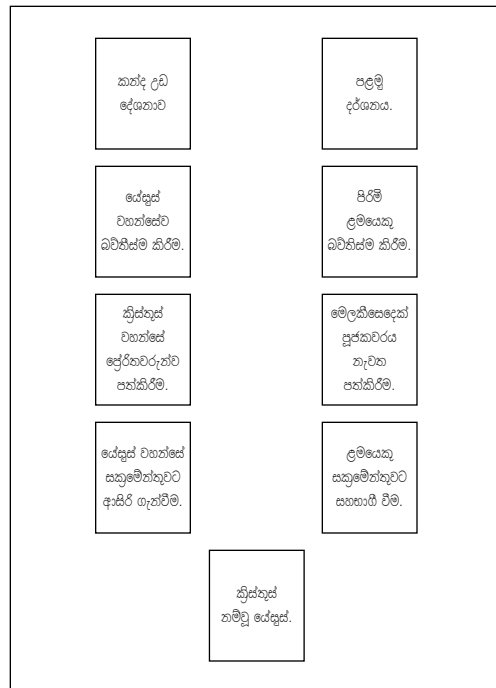 කන්ද උඩ
දේශනාව
පළමු
දර්ශනය.
යේසුස්
වහන්සේව
බව්තීස්ම කිරීම.
පිරිමි
ළමයෙකු
බව්තිස්ම කිරීම.
ක්‍රිස්තුස්
වහන්සේ
ප්‍රේරිතවරුන්ව
පත්කිරීම.
මෙල්කීසෙදෙක්
පූජකවරය
නැවත
පත්කිරීම.
යේසුස් වහන්සේ
සක්‍රමේන්තුවට
ආසිරි ගැන්වීම.
ළමයෙකු
සක්‍රමේන්තුවට
සහභාගී වීම.
ක්‍රිස්තුස්
නම්වූ යේසුස්.